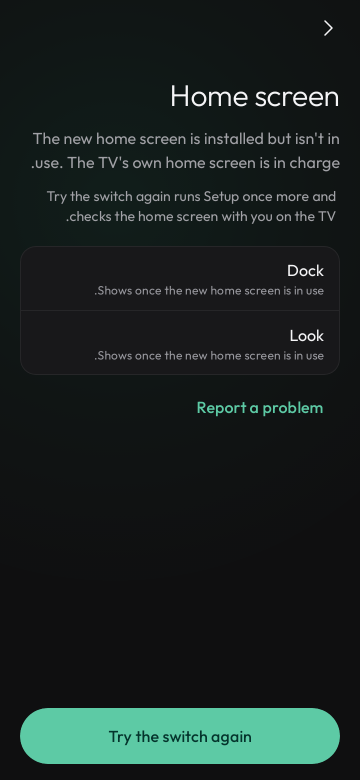 Home screen
The new home screen is installed but isn't in
.use. The TV's own home screen is in charge
Try the switch again runs Setup once more and
.checks the home screen with you on the TV
Dock
.Shows once the new home screen is in use
Look
.Shows once the new home screen is in use
Report a problem
Try the switch again